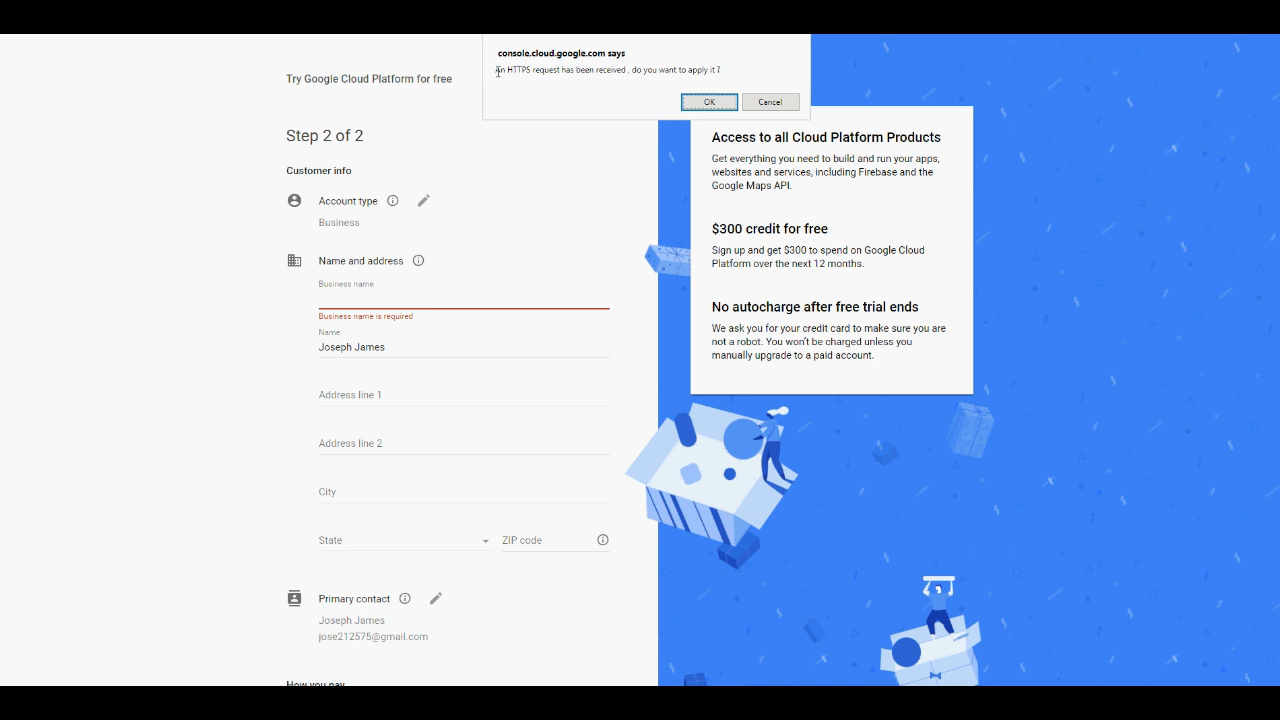 console.cloud.google.com says
An HTTPS request has been received , do you want to apply it ?
OK
Cancel
Try Google Cloud Platform for free
Step 2 of 2
Customer info
Account type
Business
Name and address
Business name
Business name is required
Name
Joseph James
Address line 1
Address line 2
City
State
ZIP code
Primary contact
Joseph James
jose212575@gmail.com
How you pay
Access to all Cloud Platform Products
Get everything you need to build and run your apps,
websites and services, including Firebase and the
Google Maps API.
$300 credit for free
Sign up and get $300 to spend on Google Cloud
Platform over the next 12 months.
No autocharge after free trial ends
We ask you for your credit card to make sure you are
not a robot. You won’t be charged unless you
manually upgrade to a paid account.